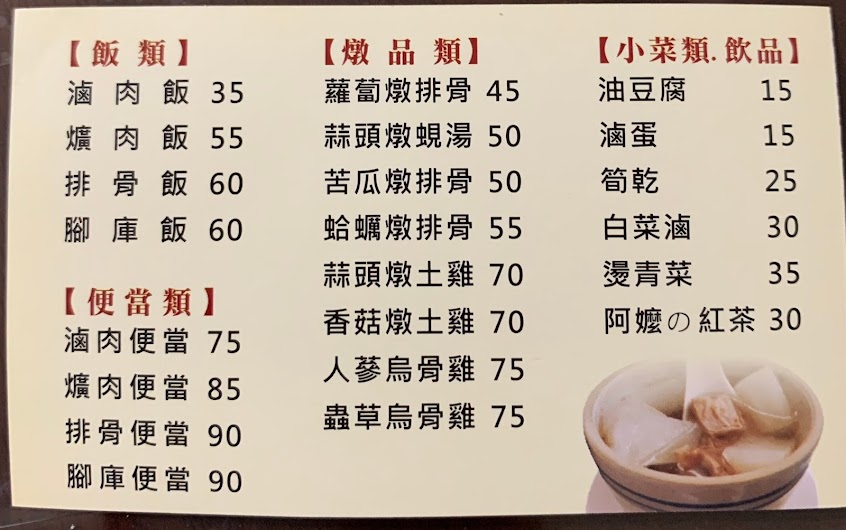 【飯類】
滷肉飯 35
爌肉飯 55
排骨飯 60
腳庫飯 60
【便當類】
滷肉便當 75
爌肉便當 85
排骨便當 90
腳庫便當 90
【燉品類】
蘿蔔燉排骨 45
蒜頭燉蜆湯 50
苦瓜燉排骨 50
蛤蠣燉排骨 55
蒜頭燉土雞 70
香菇燉土雞 70
人蔘烏骨雞 75
蟲草烏骨雞 75
【小菜類.飲品】
油豆腐 15
滷蛋 15
筍乾 25
白菜滷 30
燙青菜 35
阿嬤の紅茶 30